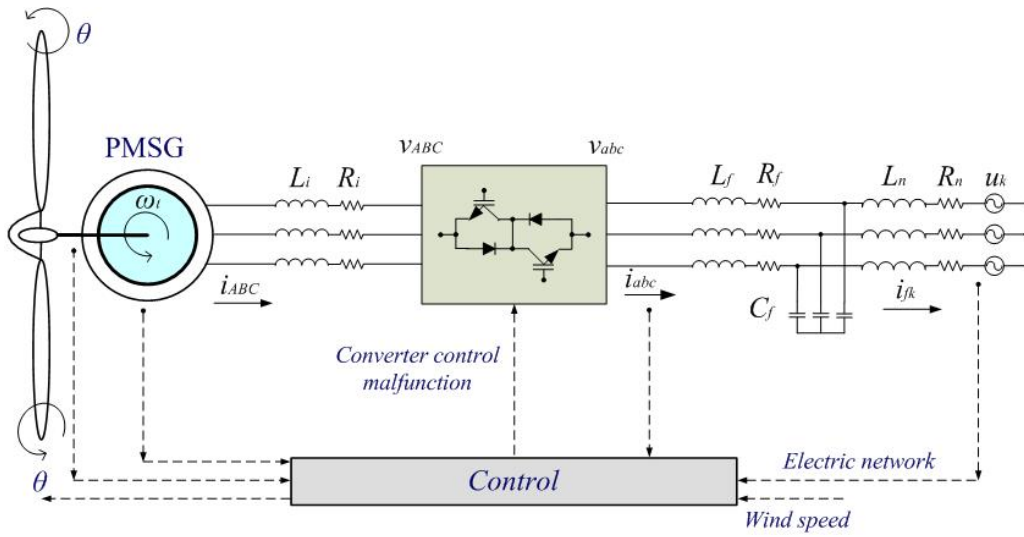 θ
PMSG
ω_t
L_i R_i
v_ABC
v_abc
L_f R_f
L_n R_n u_k
i_ABC
i_abc
C_f
i_fk
Converter control
malfunction
Control
Electric network
Wind speed
θ